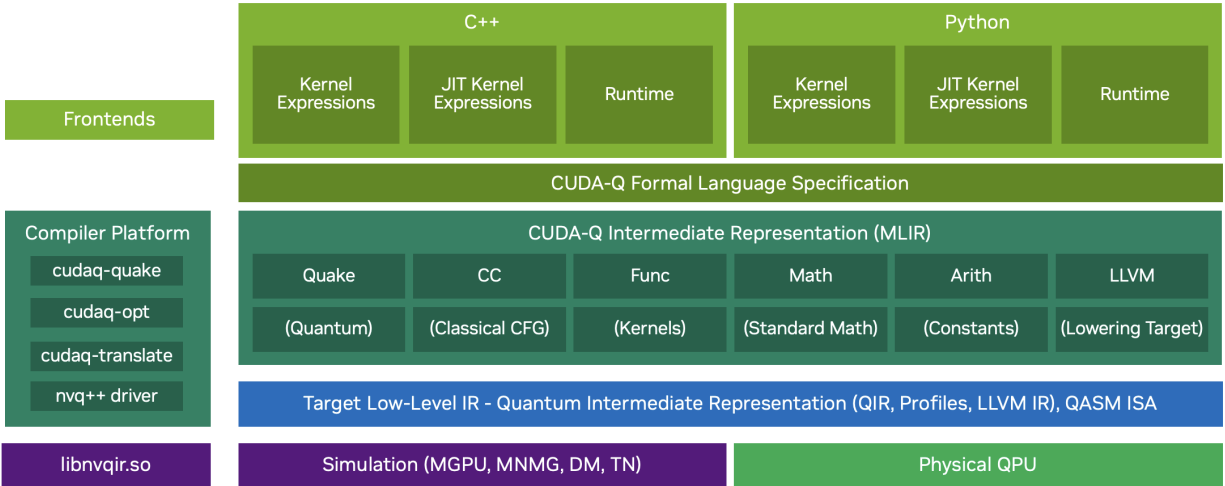 C++
Python
Kernel
Expressions
JIT Kernel
Expressions
Runtime
Kernel
Expressions
JIT Kernel
Expressions
Runtime
Frontends
CUDA-Q Formal Language Specification
Compiler Platform
cudaq-quake
cudaq-opt
cudaq-translate
nvq++ driver
CUDA-Q Intermediate Representation (MLIR)
Quake
CC
Func
Math
Arith
LLVM
(Quantum)
(Classical CFG)
(Kernels)
(Standard Math)
(Constants)
(Lowering Target)
Target Low-Level IR - Quantum Intermediate Representation (QIR, Profiles, LLVM IR), QASM ISA
libnvqir.so
Simulation (MGPU, MNMG, DM, TN)
Physical QPU